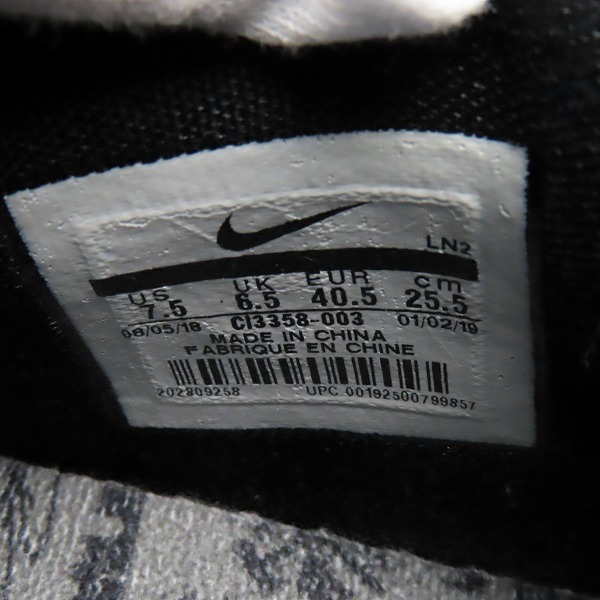 LN2
US UK EUR cm
7.5 6.5 40.5 25.5
08/05/18 CI3358-003 01/02/19
MADE IN CHINA
FABRIQUE EN CHINE
202809258 UPC 00192500799857